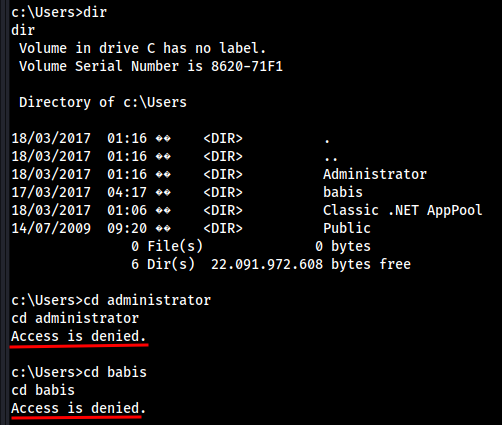 c:\Users>dir
dir
 Volume in drive C has no label.
 Volume Serial Number is 8620-71F1
 Directory of c:\Users
18/03/2017  01:16 ��    <DIR>          .
18/03/2017  01:16 ��    <DIR>          ..
18/03/2017  01:16 ��    <DIR>          Administrator
17/03/2017  04:17 ��    <DIR>          babis
18/03/2017  01:06 ��    <DIR>          Classic .NET AppPool
14/07/2009  09:20 ��    <DIR>          Public
               0 File(s)              0 bytes
               6 Dir(s)  22.091.972.608 bytes free
c:\Users>cd administrator
cd administrator
Access is denied.
c:\Users>cd babis
cd babis
Access is denied.